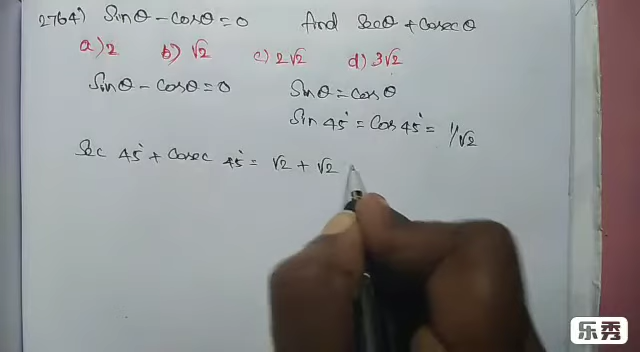 2764) Sinθ - Cosθ = 0 And Secθ + Cosecθ
a) 2 b) √2 c) 2√2 d) 3√2
Sinθ - Cosθ = 0 Sinθ = Cosθ
Sin 45° = Cos 45° = 1/√2
Sec 45° + Cosec 45° = √2 + √2
乐秀